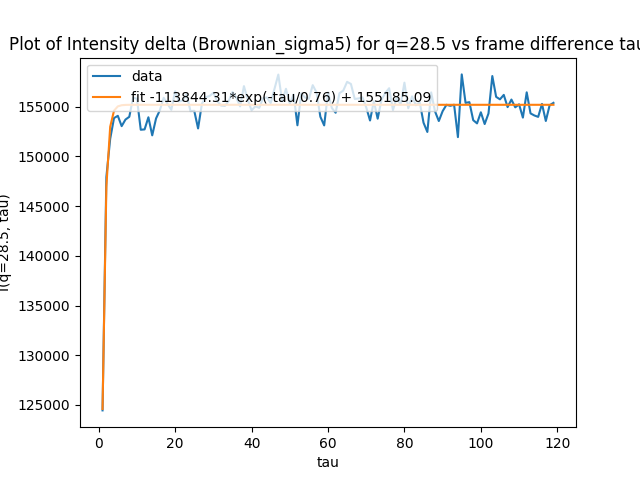 Plot of Intensity delta (Brownian_sigma5) for q=28.5 vs frame difference tau
data
fit -113844.31*exp(-tau/0.76) + 155185.09
I(q=28.5, tau)
155000
150000
145000
140000
135000
130000
125000
0 20 40 60 80 100 120
tau